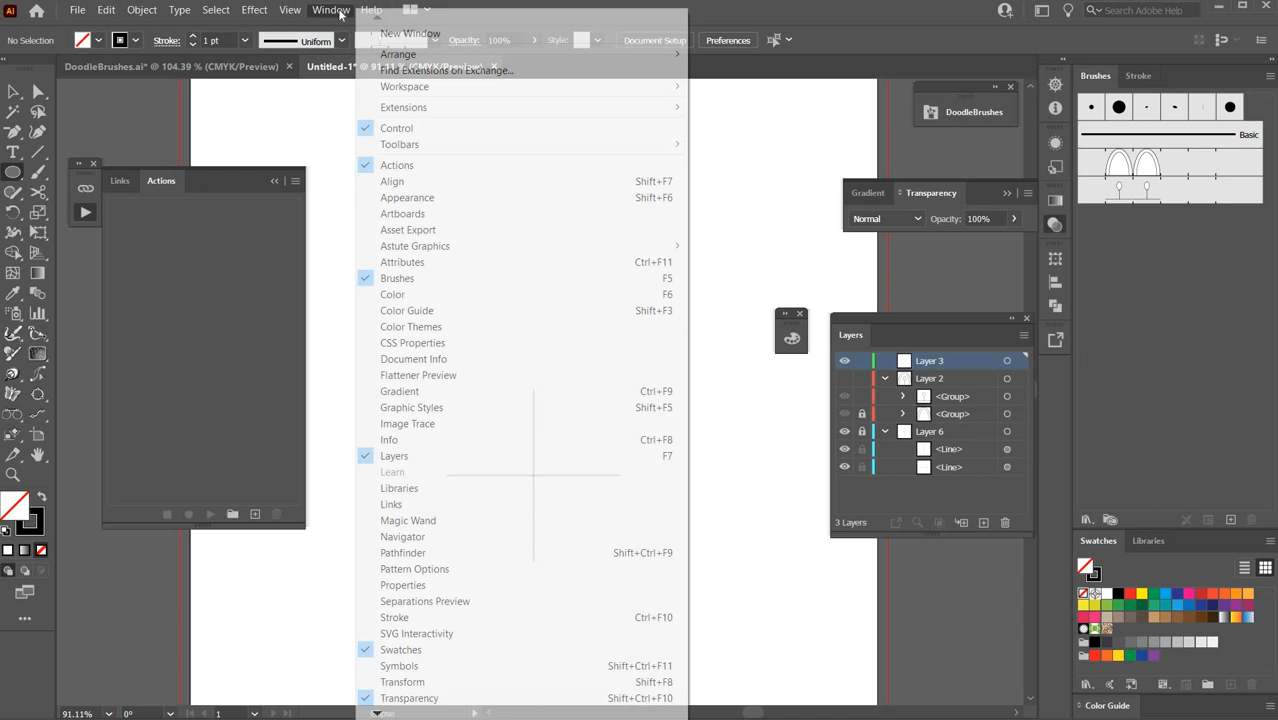 Ai File Edit Object Type Select Effect View Window Help Search Adobe Help
No Selection Stroke: 1 pt Uniform Opacity: 100% Style: Document Setup Preferences
DoodleBrushes.ai* @ 104.39 % (CMYK/Preview) Untitled-1* @ 91.11 % (CMYK/Preview)
New Window
Arrange
Find Extensions on Exchange...
Workspace
Extensions
Control
Toolbars
Actions
Align Shift+F7
Appearance Shift+F6
Artboards
Asset Export
Astute Graphics
Attributes Ctrl+F11
Brushes F5
Color F6
Color Guide Shift+F3
Color Themes
CSS Properties
Document Info
Flattener Preview
Gradient Ctrl+F9
Graphic Styles Shift+F5
Image Trace
Info Ctrl+F8
Layers F7
Learn
Libraries
Links
Magic Wand
Navigator
Pathfinder Shift+Ctrl+F9
Pattern Options
Properties
Separations Preview
Stroke Ctrl+F10
SVG Interactivity
Swatches
Symbols Shift+Ctrl+F11
Transform Shift+F8
Transparency Shift+Ctrl+F10
Links Actions
DoodleBrushes
Gradient Transparency
Normal Opacity: 100%
Layers
Layer 3
Layer 2
<Group>
<Group>
Layer 6
<Line>
<Line>
3 Layers
Brushes Stroke
Basic
Swatches Libraries
Color Guide
91.11% 0° 1